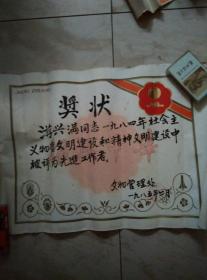 奖状
游兴满同志一九八四年社会主
义物质文明建设和精神文明建设中
被评为先进工作者。
文物管理处
一九八五年二月